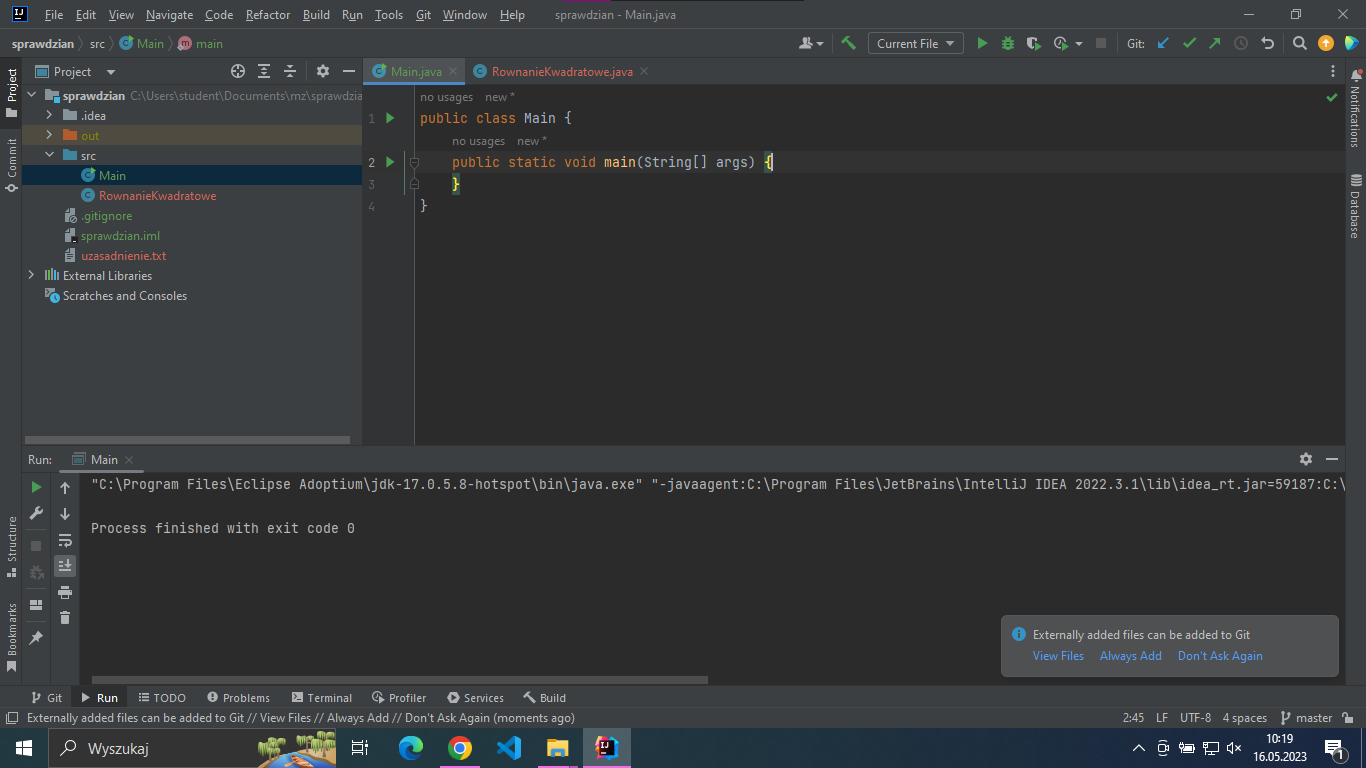 File Edit View Navigate Code Refactor Build Run Tools Git Window Help sprawdzian - Main.java
sprawdzian src Main main Current File Git:
Project
Main.java RownanieKwadratowe.java
sprawdzian C:\Users\student\Documents\mz\sprawdzia
.idea
out
src
Main
RownanieKwadratowe
.gitignore
sprawdzian.iml
uzasadnienie.txt
External Libraries
Scratches and Consoles
no usages new *
1 public class Main {
no usages new *
2 public static void main(String[] args) {
3 }
4 }
Project
Commit
Structure
Bookmarks
Notifications
Database
Run: Main
"C:\Program Files\Eclipse Adoptium\jdk-17.0.5.8-hotspot\bin\java.exe" "-javaagent:C:\Program Files\JetBrains\IntelliJ IDEA 2022.3.1\lib\idea_rt.jar=59187:C:\
Process finished with exit code 0
Externally added files can be added to Git
View Files Always Add Don't Ask Again
Git Run TODO Problems Terminal Profiler Services Build
Externally added files can be added to Git // View Files // Always Add // Don't Ask Again (moments ago) 2:45 LF UTF-8 4 spaces master
Wyszukaj
10:19
16.05.2023
1